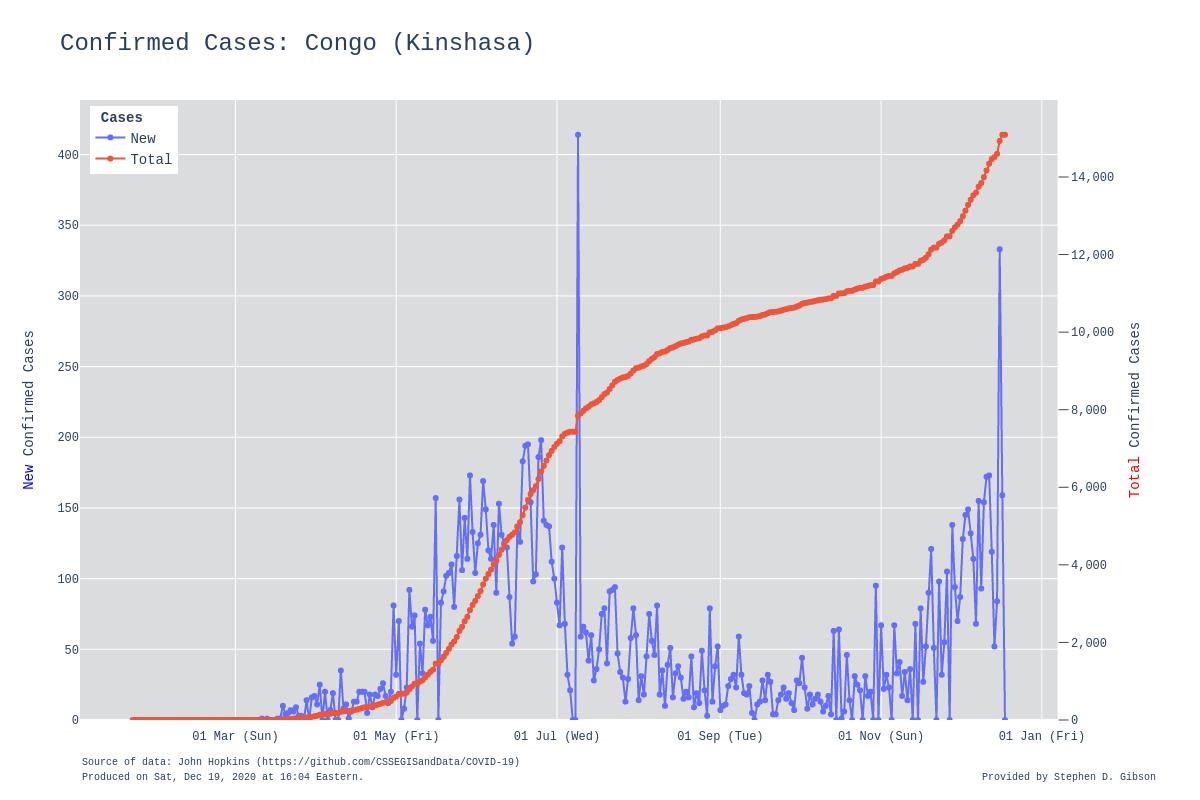 Confirmed Cases: Congo (Kinshasa)
Cases
New
Total
400
350
300
250
200
150
100
50
0
14,000
12,000
10,000
8,000
6,000
4,000
2,000
0
New Confirmed Cases
Total Confirmed Cases
01 Mar (Sun)
01 May (Fri)
01 Jul (Wed)
01 Sep (Tue)
01 Nov (Sun)
01 Jan (Fri)
Source of data: John Hopkins (https://github.com/CSSEGISandData/COVID-19)
Produced on Sat, Dec 19, 2020 at 16:04 Eastern.
Provided by Stephen D. Gibson